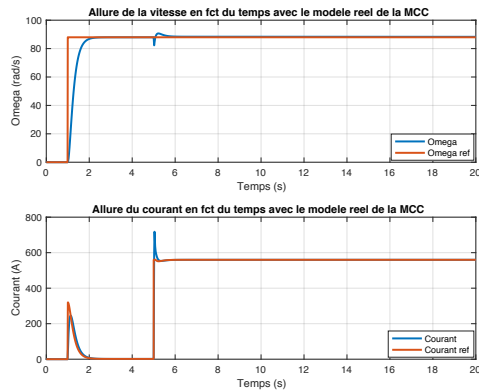 Allure de la vitesse en fct du temps avec le modele reel de la MCC
100
80
60
40
20
0
Omega (rad/s)
0 2 4 6 8 10 12 14 16 18 20
Temps (s)
Omega
Omega ref
Allure du courant en fct du temps avec le modele reel de la MCC
800
600
400
200
0
Courant (A)
0 2 4 6 8 10 12 14 16 18 20
Temps (s)
Courant
Courant ref